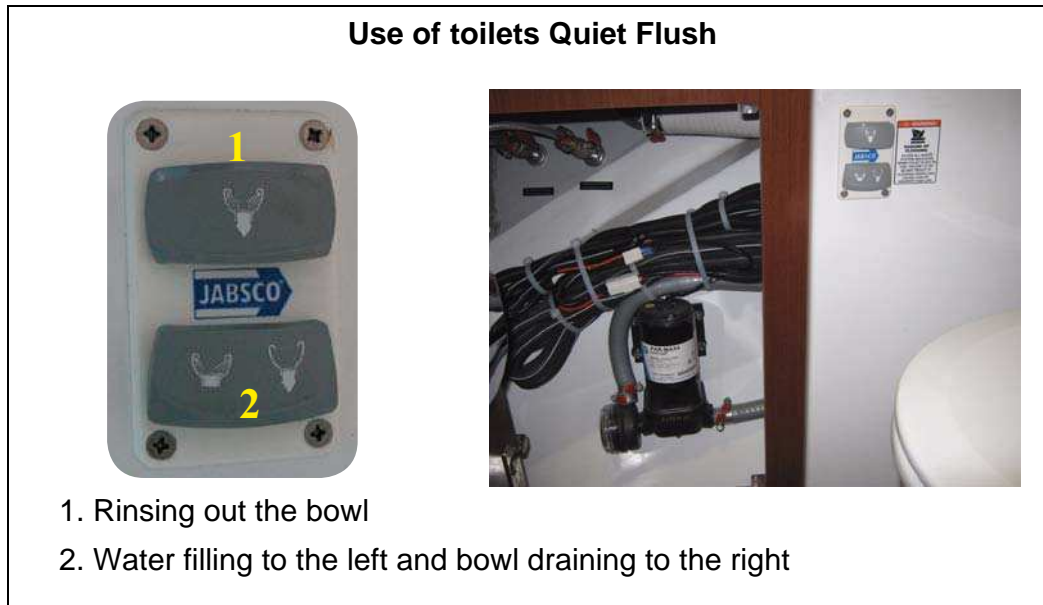 Use of toilets Quiet Flush
1
JABSCO
2
JABSCO
1. Rinsing out the bowl
2. Water filling to the left and bowl draining to the right